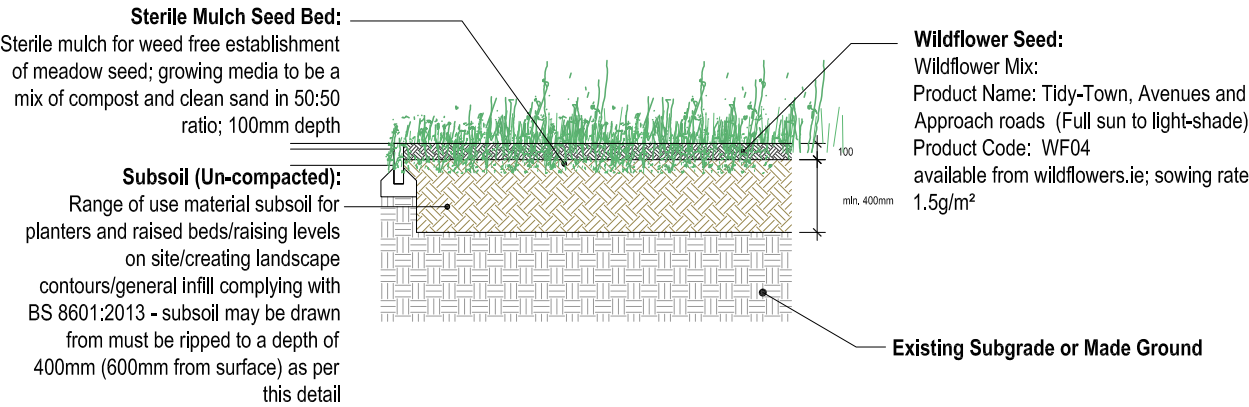 Sterile Mulch Seed Bed:
Sterile mulch for weed free establishment
of meadow seed; growing media to be a
mix of compost and clean sand in 50:50
ratio; 100mm depth
Subsoil (Un-compacted):
Range of use material subsoil for
planters and raised beds/raising levels
on site/creating landscape
contours/general infill complying with
BS 8601:2013 - subsoil may be drawn
from must be ripped to a depth of
400mm (600mm from surface) as per
this detail
100
min. 400mm
Wildflower Seed:
Wildflower Mix:
Product Name: Tidy-Town, Avenues and
Approach roads (Full sun to light-shade)
Product Code: WF04
available from wildflowers.ie; sowing rate
1.5g/m²
Existing Subgrade or Made Ground